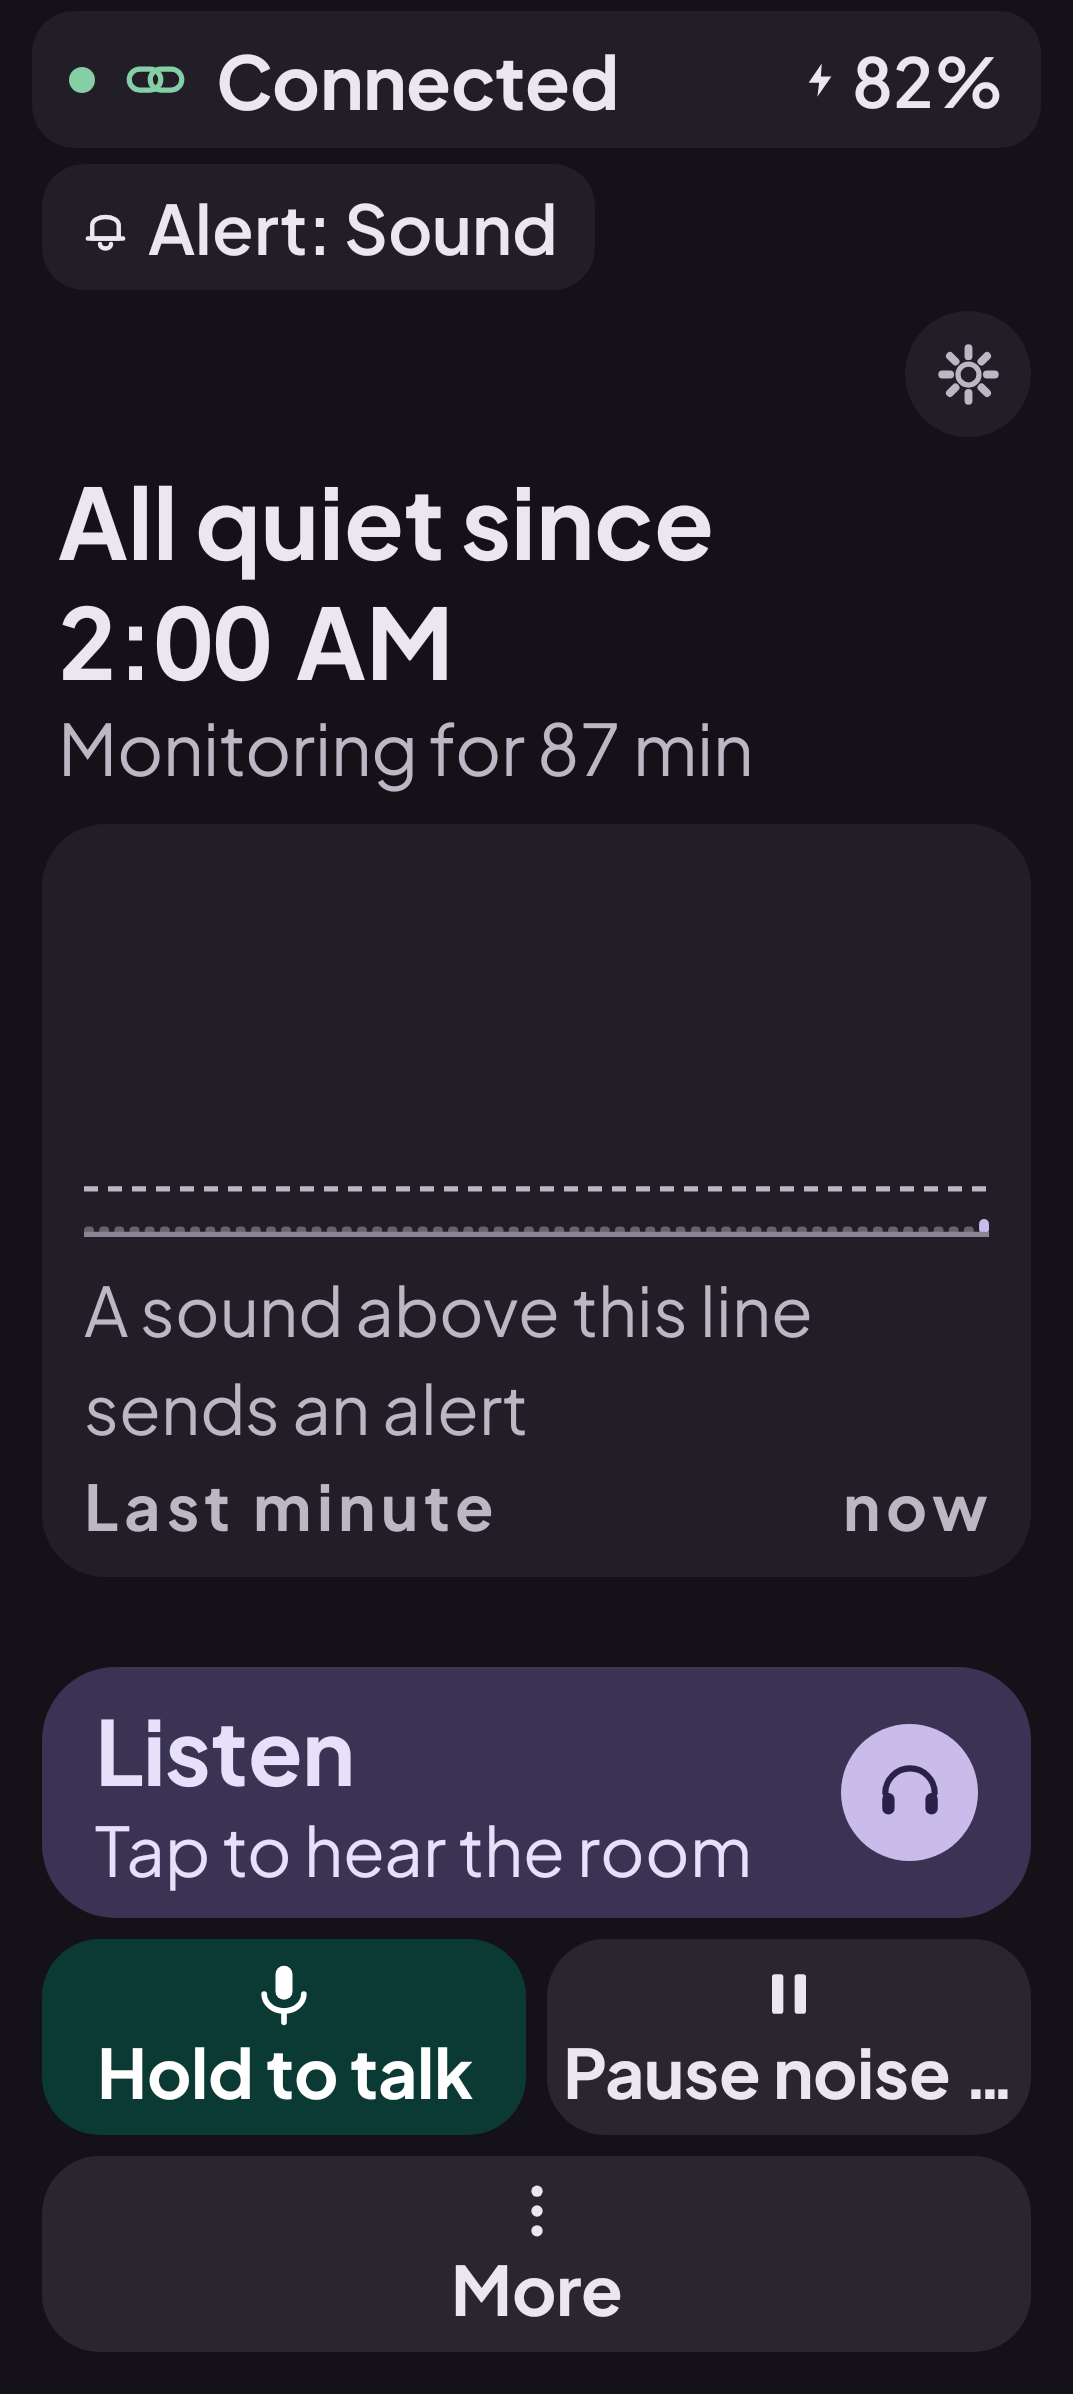 Connected 82%
Alert: Sound
All quiet since
2:00 AM
Monitoring for 87 min
A sound above this line
sends an alert
Last minute now
Listen
Tap to hear the room
Hold to talk
Pause noise ...
More